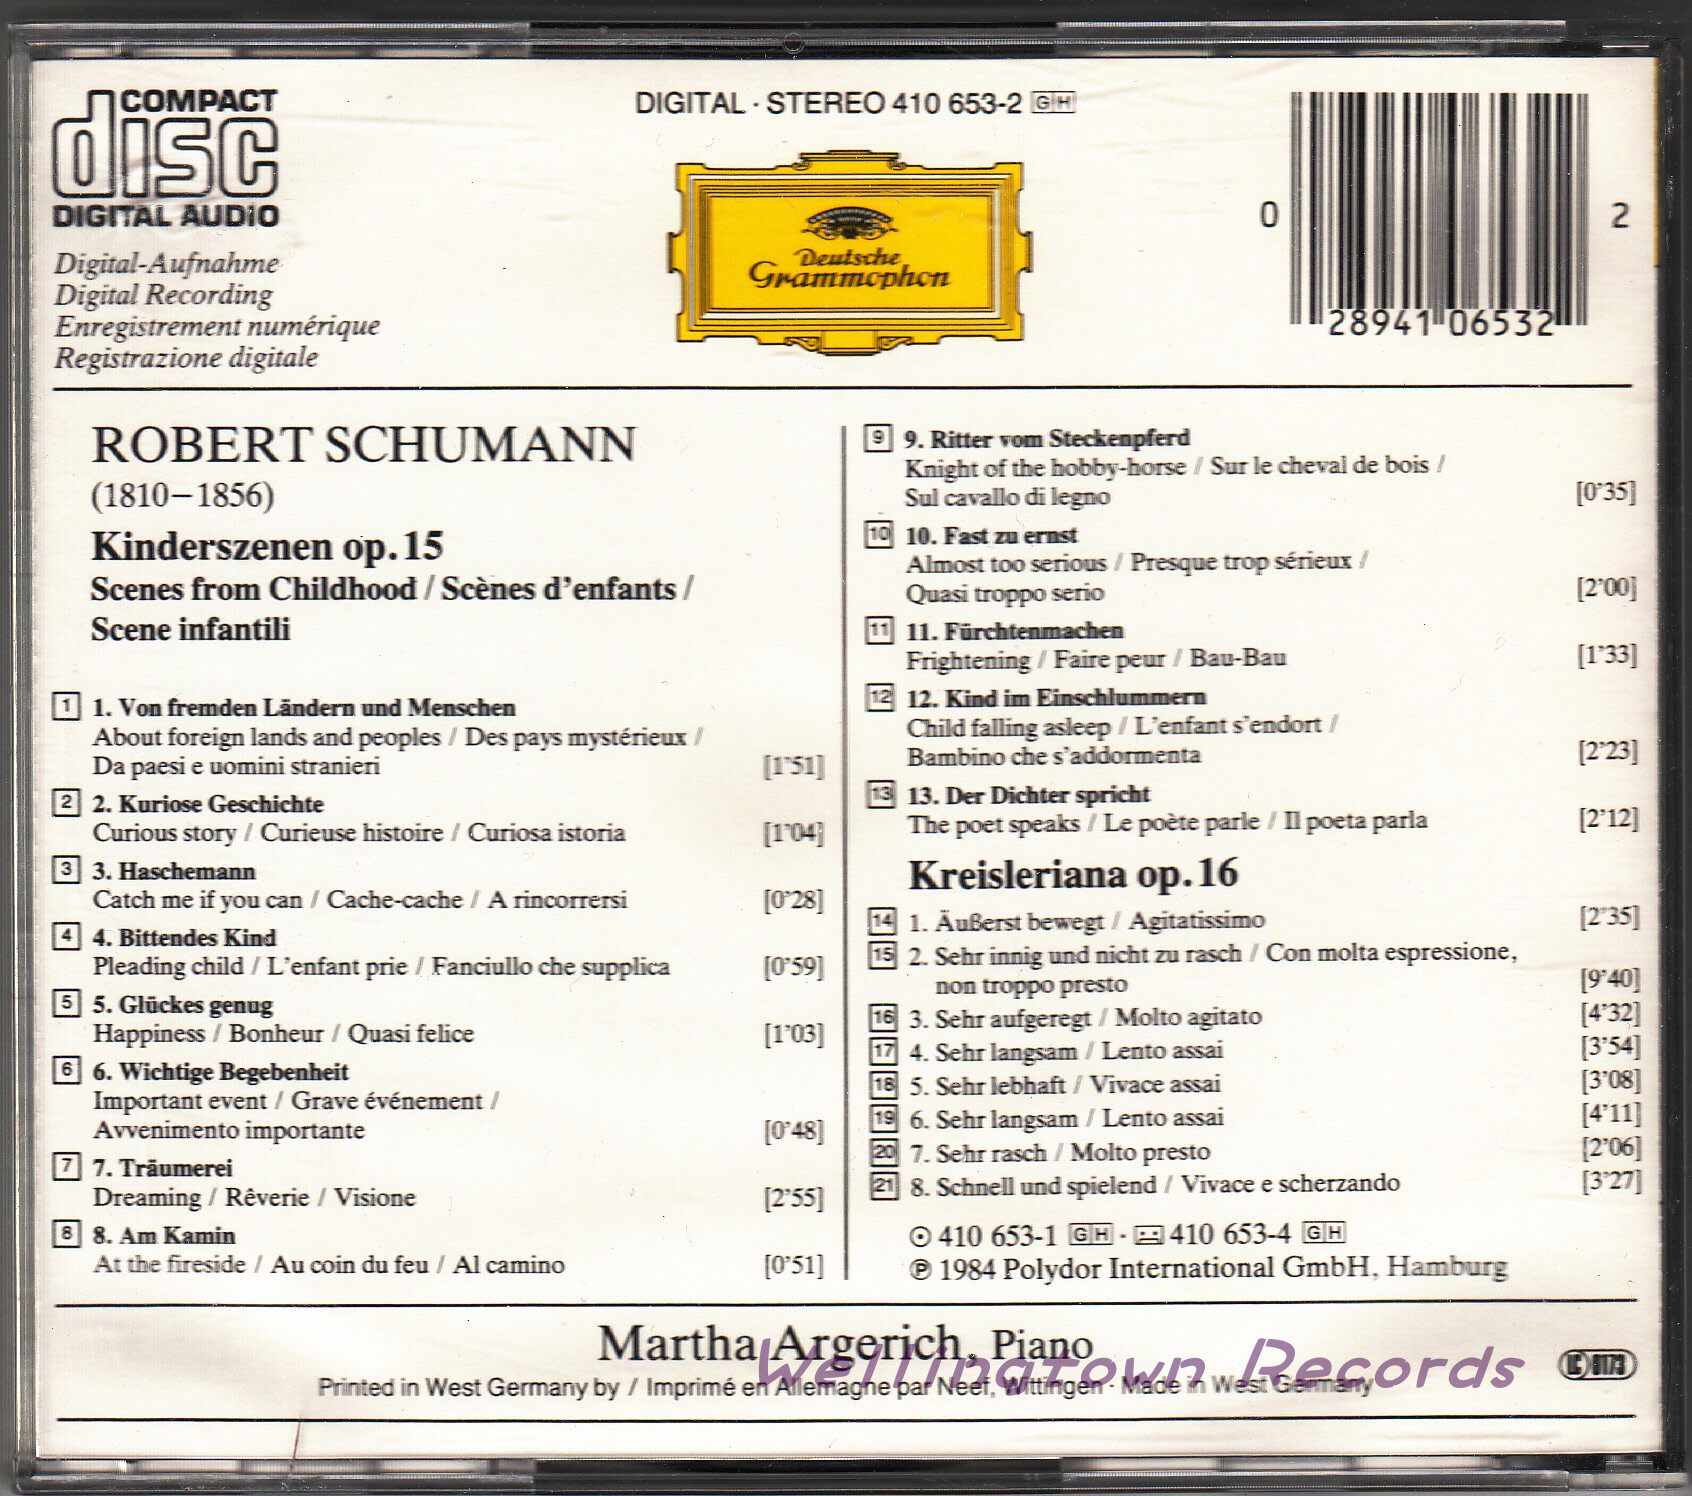 COMPACT
disc
DIGITAL AUDIO
Digital-Aufnahme
Digital Recording
Enregistrement numérique
Registrazione digitale
DIGITAL · STEREO 410 653-2 GH
Deutsche
Grammophon
0 28941 06532 2
ROBERT SCHUMANN
(1810–1856)
Kinderszenen op. 15
Scenes from Childhood / Scènes d'enfants /
Scene infantili
1 1. Von fremden Ländern und Menschen
About foreign lands and peoples / Des pays mystérieux /
Da paesi e uomini stranieri [1'51]
2 2. Kuriose Geschichte
Curious story / Curieuse histoire / Curiosa istoria [1'04]
3 3. Haschemann
Catch me if you can / Cache-cache / A rincorrersi [0'28]
4 4. Bittendes Kind
Pleading child / L'enfant prie / Fanciullo che supplica [0'59]
5 5. Glückes genug
Happiness / Bonheur / Quasi felice [1'03]
6 6. Wichtige Begebenheit
Important event / Grave événement /
Avvenimento importante [0'48]
7 7. Träumerei
Dreaming / Rêverie / Visione [2'55]
8 8. Am Kamin
At the fireside / Au coin du feu / Al camino [0'51]
9 9. Ritter vom Steckenpferd
Knight of the hobby-horse / Sur le cheval de bois /
Sul cavallo di legno [0'35]
10 10. Fast zu ernst
Almost too serious / Presque trop sérieux /
Quasi troppo serio [2'00]
11 11. Fürchtenmachen
Frightening / Faire peur / Bau-Bau [1'33]
12 12. Kind im Einschlummern
Child falling asleep / L'enfant s'endort /
Bambino che s'addormenta [2'23]
13 13. Der Dichter spricht
The poet speaks / Le poète parle / Il poeta parla [2'12]
Kreisleriana op. 16
14 1. Äußerst bewegt / Agitatissimo [2'35]
15 2. Sehr innig und nicht zu rasch / Con molta espressione,
non troppo presto [9'40]
16 3. Sehr aufgeregt / Molto agitato [4'32]
17 4. Sehr langsam / Lento assai [3'54]
18 5. Sehr lebhaft / Vivace assai [3'08]
19 6. Sehr langsam / Lento assai [4'11]
20 7. Sehr rasch / Molto presto [2'06]
21 8. Schnell und spielend / Vivace e scherzando [3'27]
410 653-1 GH · 410 653-4 GH
℗ 1984 Polydor International GmbH, Hamburg
Martha Argerich, Piano
Wellingtown Records
Printed in West Germany by / Imprimé en Allemagne par Neef, Wittingen · Made in West Germany
LC 0173